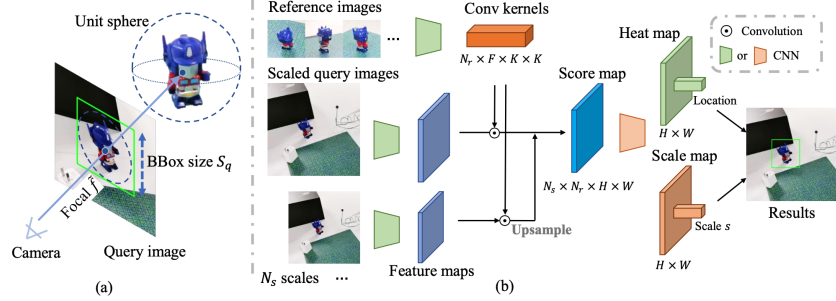 Unit sphere
BBox size S_q
Focal f̃
Camera
Query image
(a)
Reference images
Conv kernels
N_r × F × K × K
Scaled query images
Score map
N_s × N_r × H × W
Upsample
N_s scales ...
Feature maps
(b)
Heat map
Location
H × W
Scale map
Scale s
H × W
Results
Convolution
or CNN